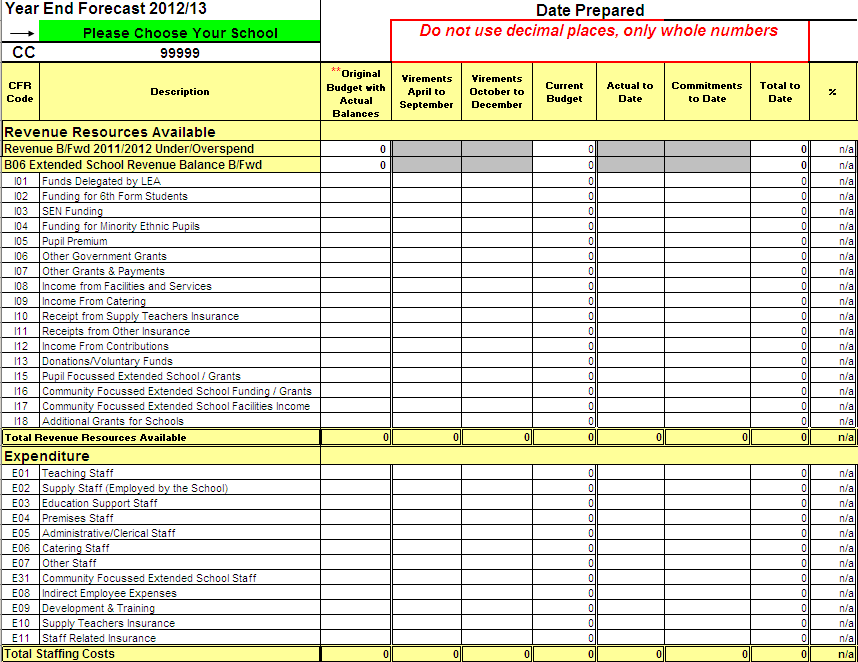 Year End Forecast 2012/13 Date Prepared
→ Please Choose Your School Do not use decimal places, only whole numbers
CC 99999
CFR Code Description **Original Budget with Actual Balances Virements April to September Virements October to December Current Budget Actual to Date Commitments to Date Total to Date %
Revenue Resources Available
Revenue B/Fwd 2011/2012 Under/Overspend 0 0 0 n/a
B06 Extended School Revenue Balance B/Fwd 0 0 0 n/a
I01 Funds Delegated by LEA 0 0 n/a
I02 Funding for 6th Form Students 0 0 n/a
I03 SEN Funding 0 0 n/a
I04 Funding for Minority Ethnic Pupils 0 0 n/a
I05 Pupil Premium 0 0 n/a
I06 Other Government Grants 0 0 n/a
I07 Other Grants & Payments 0 0 n/a
I08 Income from Facilities and Services 0 0 n/a
I09 Income From Catering 0 0 n/a
I10 Receipt from Supply Teachers Insurance 0 0 n/a
I11 Receipts from Other Insurance 0 0 n/a
I12 Income From Contributions 0 0 n/a
I13 Donations/Voluntary Funds 0 0 n/a
I15 Pupil Focussed Extended School / Grants 0 0 n/a
I16 Community Focussed Extended School Funding / Grants 0 0 n/a
I17 Community Focussed Extended School Facilities Income 0 0 n/a
I18 Additional Grants for Schools 0 0 n/a
Total Revenue Resources Available 0 0 0 0 0 0 0 n/a
Expenditure
E01 Teaching Staff 0 0 n/a
E02 Supply Staff (Employed by the School) 0 0 n/a
E03 Education Support Staff 0 0 n/a
E04 Premises Staff 0 0 n/a
E05 Administrative/Clerical Staff 0 0 n/a
E06 Catering Staff 0 0 n/a
E07 Other Staff 0 0 n/a
E31 Community Focussed Extended School Staff 0 0 n/a
E08 Indirect Employee Expenses 0 0 n/a
E09 Development & Training 0 0 n/a
E10 Supply Teachers Insurance 0 0 n/a
E11 Staff Related Insurance 0 0 n/a
Total Staffing Costs 0 0 0 0 0 0 0 n/a